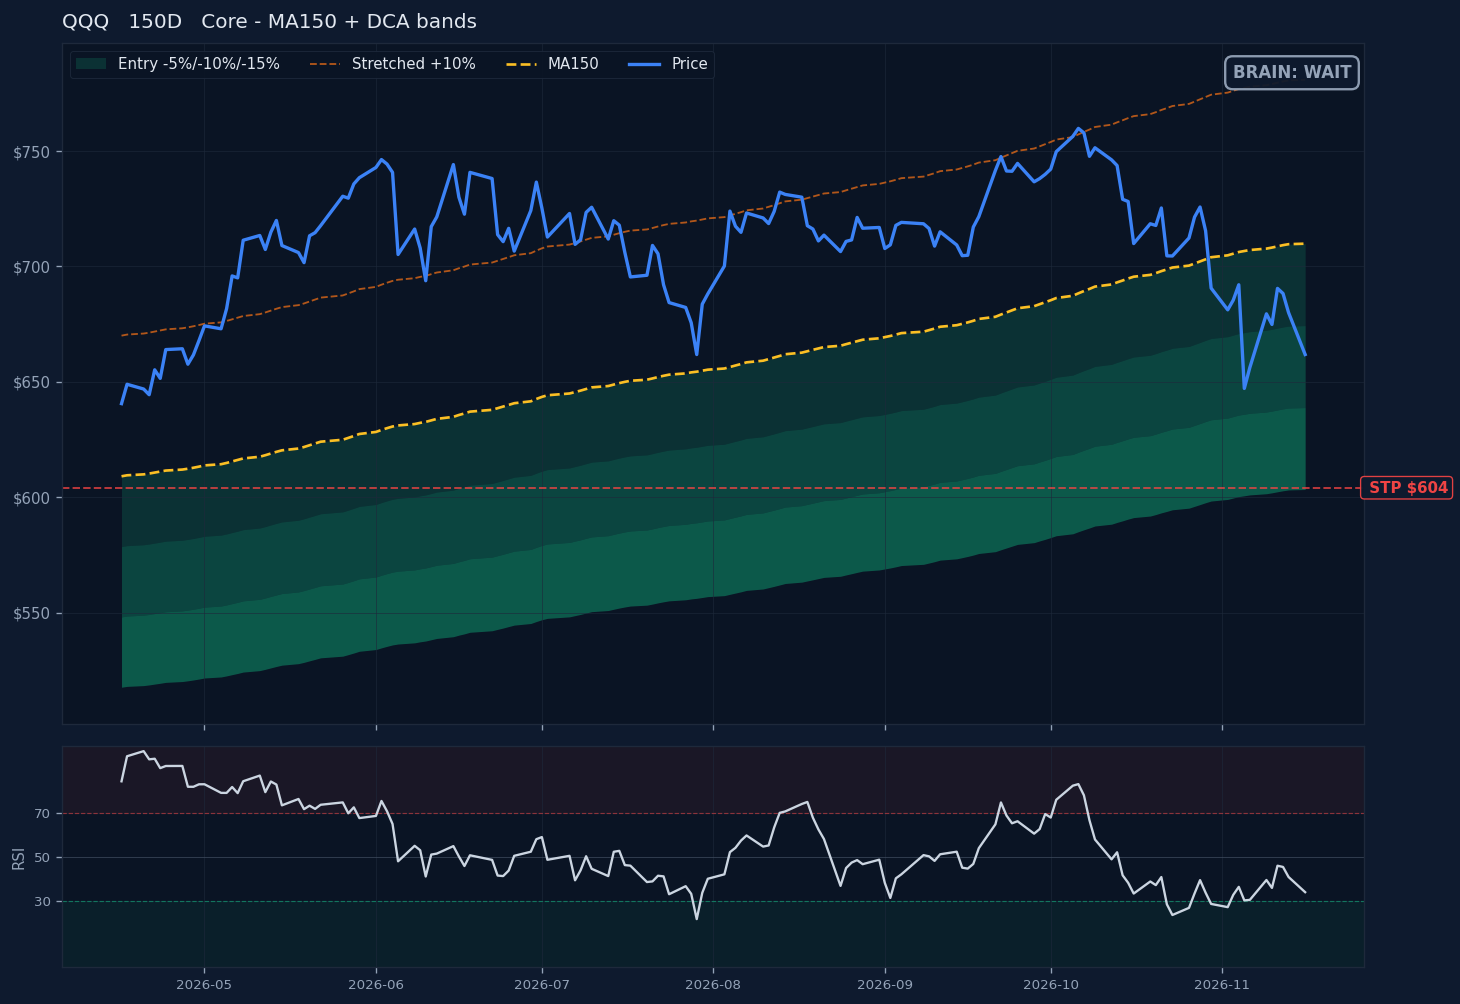 QQQ   150D   Core - MA150 + DCA bands
Entry -5%/-10%/-15%   Stretched +10%   MA150   Price
BRAIN: WAIT
$750
$700
$650
$600
$550
STP $604
RSI
70
50
30
2026-05   2026-06   2026-07   2026-08   2026-09   2026-10   2026-11